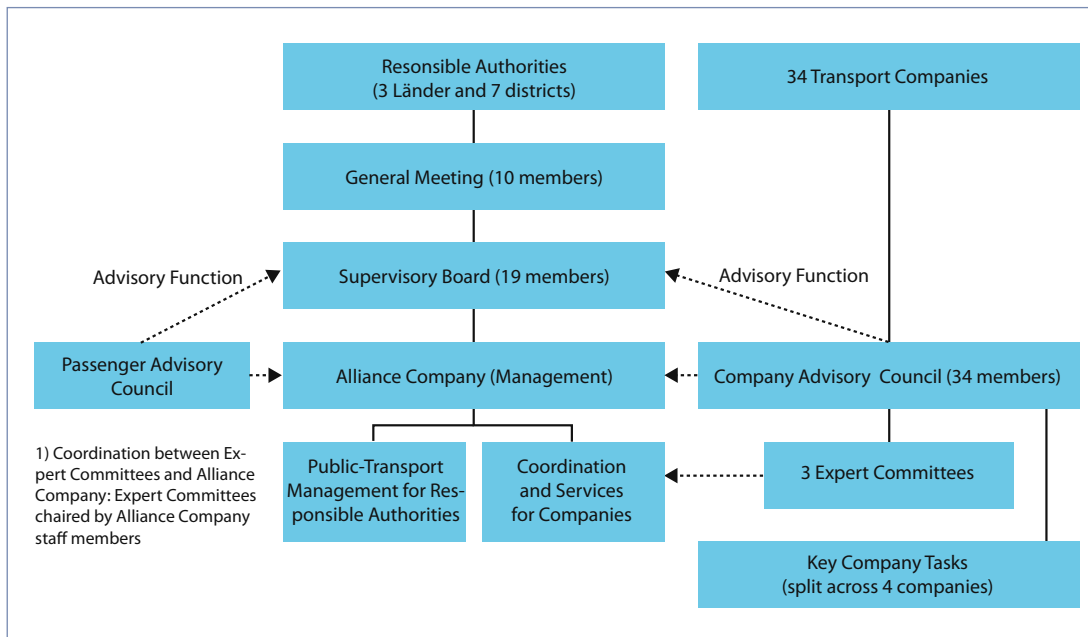 Resonsible Authorities
(3 Länder and 7 districts)
34 Transport Companies
General Meeting (10 members)
Advisory Function
Supervisory Board (19 members)
Advisory Function
Passenger Advisory
Council
Alliance Company (Management)
Company Advisory Council (34 members)
1) Coordination between Ex-
pert Committees and Alliance
Company: Expert Committees
chaired by Alliance Company
staff members
Public-Transport
Management for Res-
ponsible Authorities
Coordination
and Services
for Companies
3 Expert Committees
Key Company Tasks
(split across 4 companies)